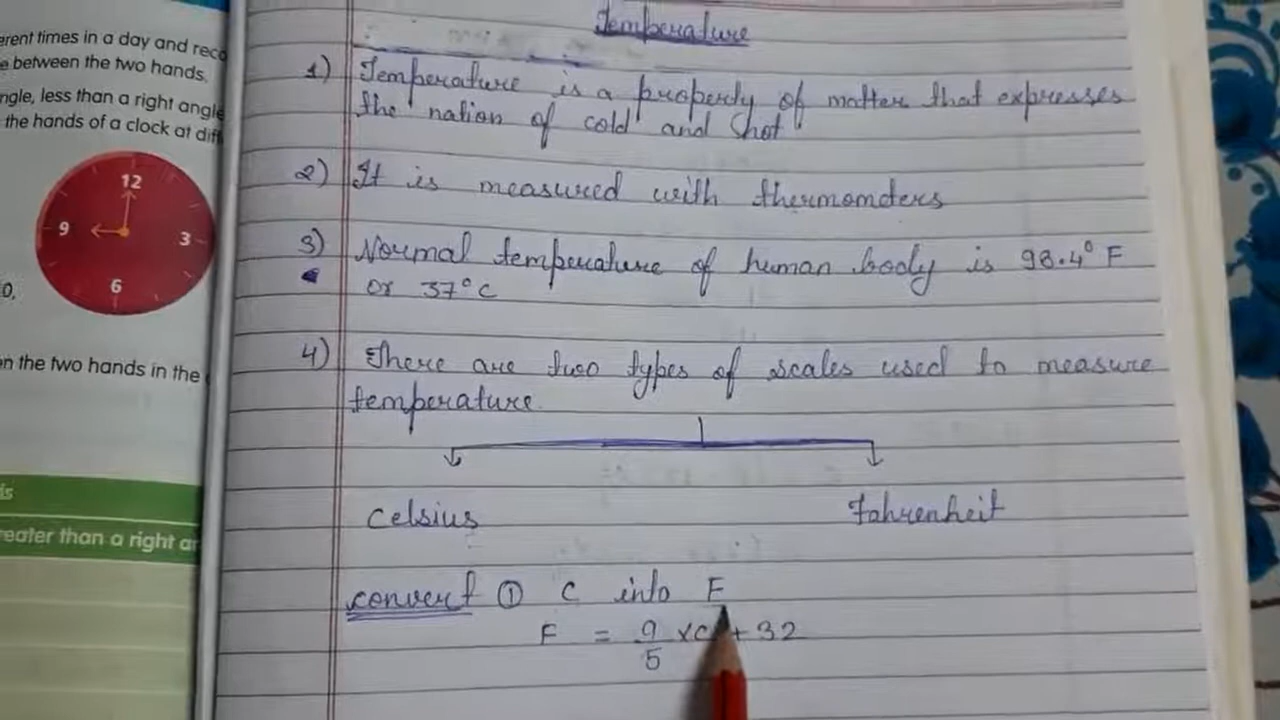 erent times in a day and reco
e between the two hands.
ngle, less than a right angle
the hands of a clock at diff
12
9
3
6
0,
n the two hands in the
is
reater than a right an
Temperature
1) Temperature is a property of matter that expresses
the nation of cold and shot
2) It is measured with thermometers
3) Normal temperature of human body is 98.4° F
or 37°C
4) There are two types of scales used to measure
temperature.
Celsius Fahrenheit
convert ① C into F
F = 9/5 x C + 32